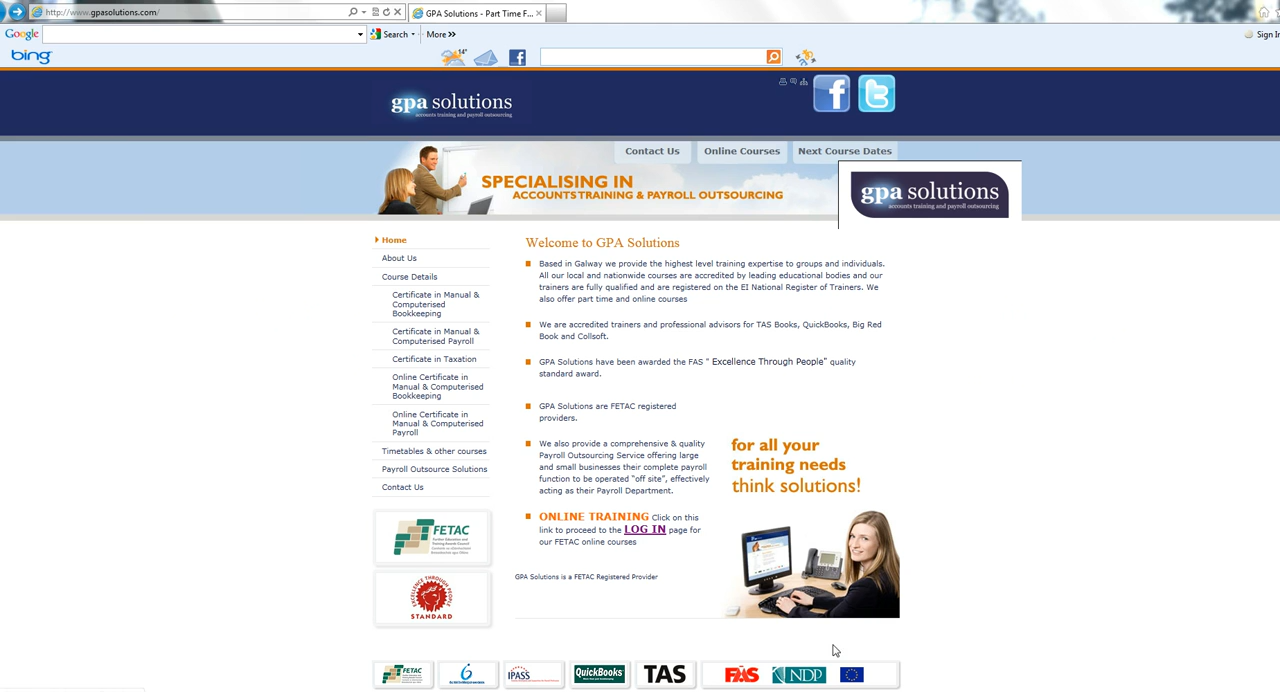 http://www.gpasolutions.com/
GPA Solutions - Part Time F...
Google
Search
More »
Sign In
bing
14°
gpa solutions
accounts training and payroll outsourcing
Contact Us
Online Courses
Next Course Dates
SPECIALISING IN
ACCOUNTS TRAINING & PAYROLL OUTSOURCING
gpa solutions
accounts training and payroll outsourcing
Home
About Us
Course Details
Certificate in Manual &
Computerised
Bookkeeping
Certificate in Manual &
Computerised Payroll
Certificate in Taxation
Online Certificate in
Manual & Computerised
Bookkeeping
Online Certificate in
Manual & Computerised
Payroll
Timetables & other courses
Payroll Outsource Solutions
Contact Us
FETAC
Further Education and
Training Awards Council
EXCELLENCE THROUGH PEOPLE
STANDARD
Welcome to GPA Solutions
Based in Galway we provide the highest level training expertise to groups and individuals.
All our local and nationwide courses are accredited by leading educational bodies and our
trainers are fully qualified and are registered on the EI National Register of Trainers. We
also offer part time and online courses
We are accredited trainers and professional advisors for TAS Books, QuickBooks, Big Red
Book and Collsoft.
GPA Solutions have been awarded the FAS " Excellence Through People" quality
standard award.
GPA Solutions are FETAC registered
providers.
We also provide a comprehensive & quality
Payroll Outsourcing Service offering large
and small businesses their complete payroll
function to be operated "off site", effectively
acting as their Payroll Department.
ONLINE TRAINING Click on this
link to proceed to the LOG IN page for
our FETAC online courses
GPA Solutions is a FETAC Registered Provider
for all your
training needs
think solutions!
FETAC
IPASS
QuickBooks
TAS
FÁS
NDP